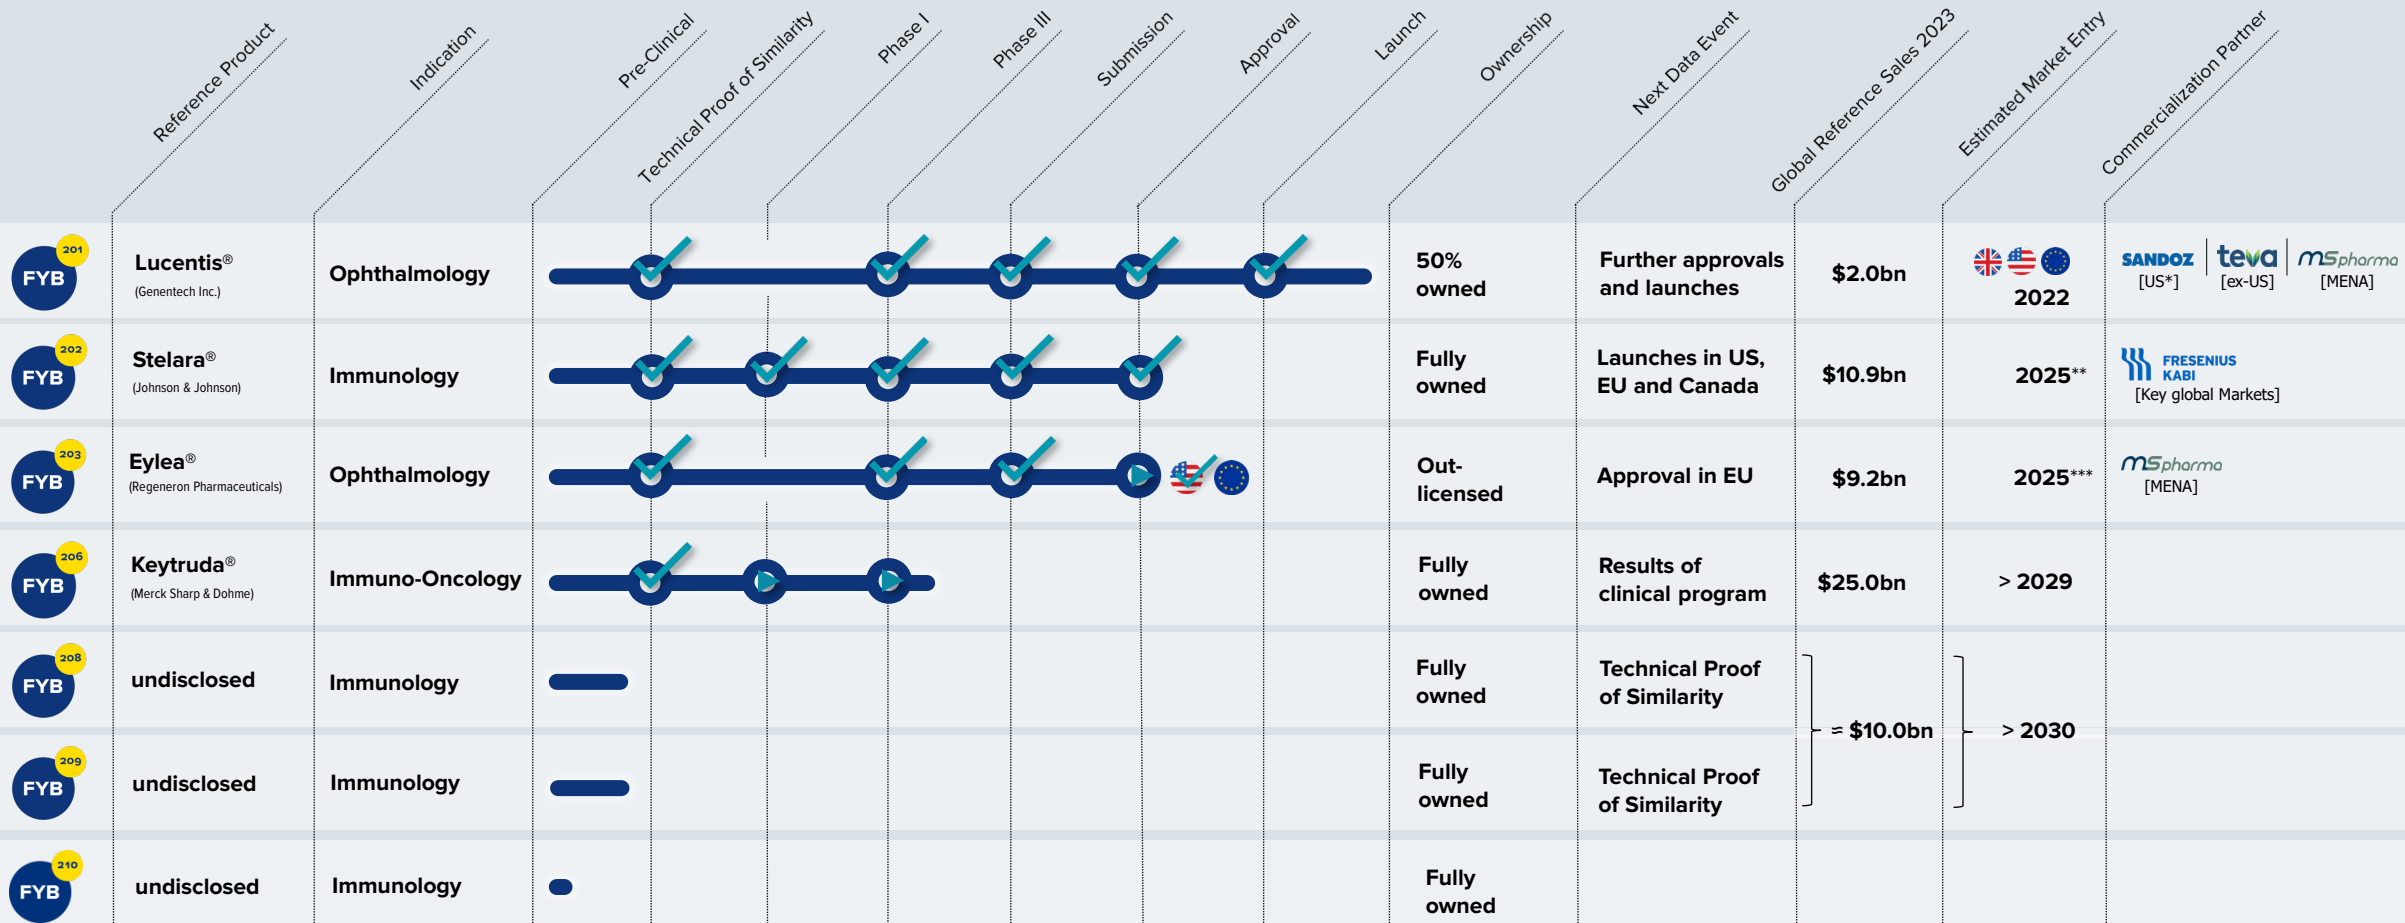 Reference Product
Indication
Pre-Clinical
Technical Proof of Similarity
Phase I
Phase III
Submission
Approval
Launch
Ownership
Next Data Event
Global Reference Sales 2023
Estimated Market Entry
Commercialization Partner
FYB 201
Lucentis®
(Genentech Inc.)
Ophthalmology
50%
owned
Further approvals
and launches
$2.0bn
2022
SANDOZ
[US*]
teva
[ex-US]
mspharma
[MENA]
FYB 202
Stelara®
(Johnson & Johnson)
Immunology
Fully
owned
Launches in US,
EU and Canada
$10.9bn
2025**
FRESENIUS
KABI
[Key global Markets]
FYB 203
Eylea®
(Regeneron Pharmaceuticals)
Ophthalmology
Out-
licensed
Approval in EU
$9.2bn
2025***
mspharma
[MENA]
FYB 206
Keytruda®
(Merck Sharp & Dohme)
Immuno-Oncology
Fully
owned
Results of
clinical program
$25.0bn
> 2029
FYB 208
undisclosed
Immunology
Fully
owned
Technical Proof
of Similarity
≈ $10.0bn
> 2030
FYB 209
undisclosed
Immunology
Fully
owned
Technical Proof
of Similarity
FYB 210
undisclosed
Immunology
Fully
owned